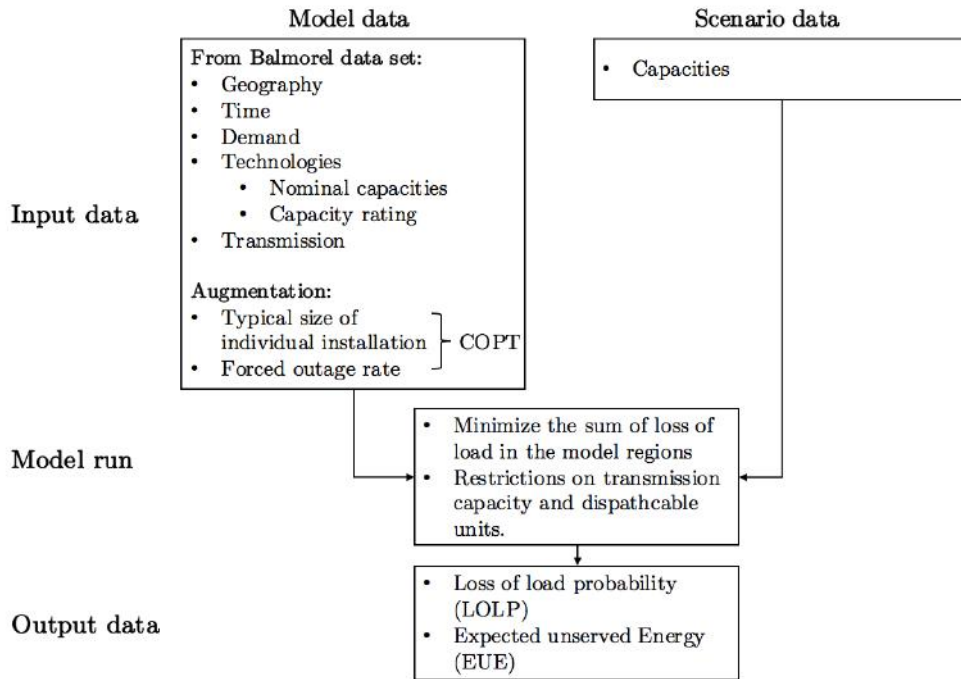 Model data
Scenario data
From Balmorel data set:
• Geography
• Time
• Demand
• Technologies
• Nominal capacities
• Capacity rating
• Transmission
Augmentation:
• Typical size of
individual installation
• Forced outage rate
COPT
• Capacities
Input data
Model run
• Minimize the sum of loss of
load in the model regions
• Restrictions on transmission
capacity and dispathcable
units.
Output data
• Loss of load probability
(LOLP)
• Expected unserved Energy
(EUE)